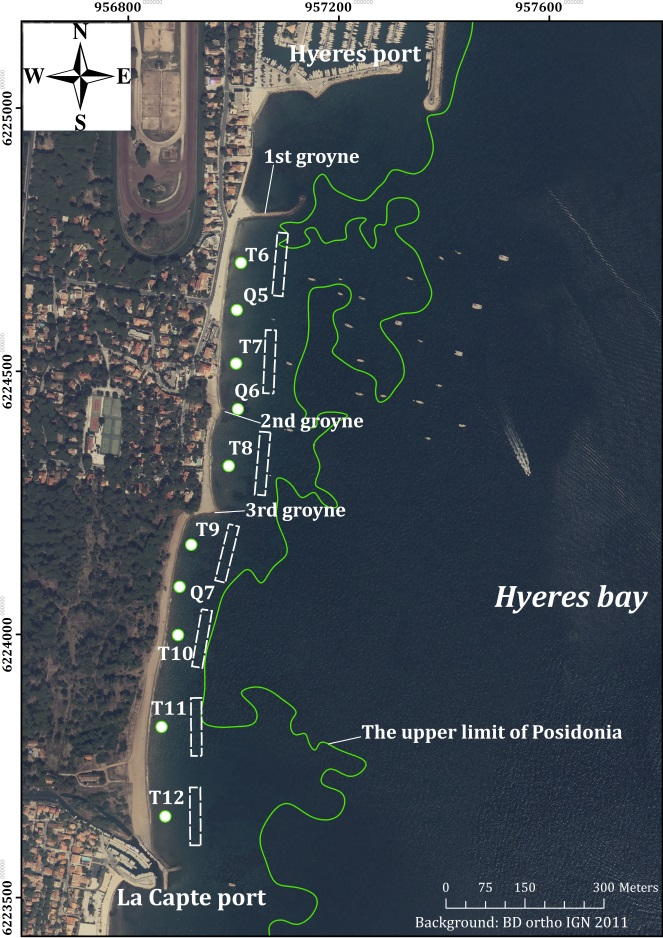 956800 957200 957600
N
W E
S
Hyeres port
6225000
1st groyne
T6
Q5
T7
6224500
Q6
2nd groyne
T8
3rd groyne
T9
Q7
Hyeres bay
6224000
T10
T11
The upper limit of Posidonia
T12
6223500
La Capte port
0 75 150 300 Meters
Background: BD ortho IGN 2011